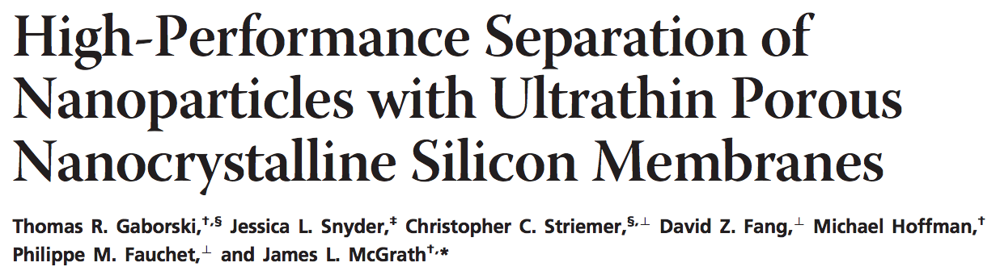 High-Performance Separation of
Nanoparticles with Ultrathin Porous
Nanocrystalline Silicon Membranes
Thomas R. Gaborski,†,§ Jessica L. Snyder,‡ Christopher C. Striemer,§,⊥ David Z. Fang,⊥ Michael Hoffman,†
Philippe M. Fauchet,⊥ and James L. McGrath†,*